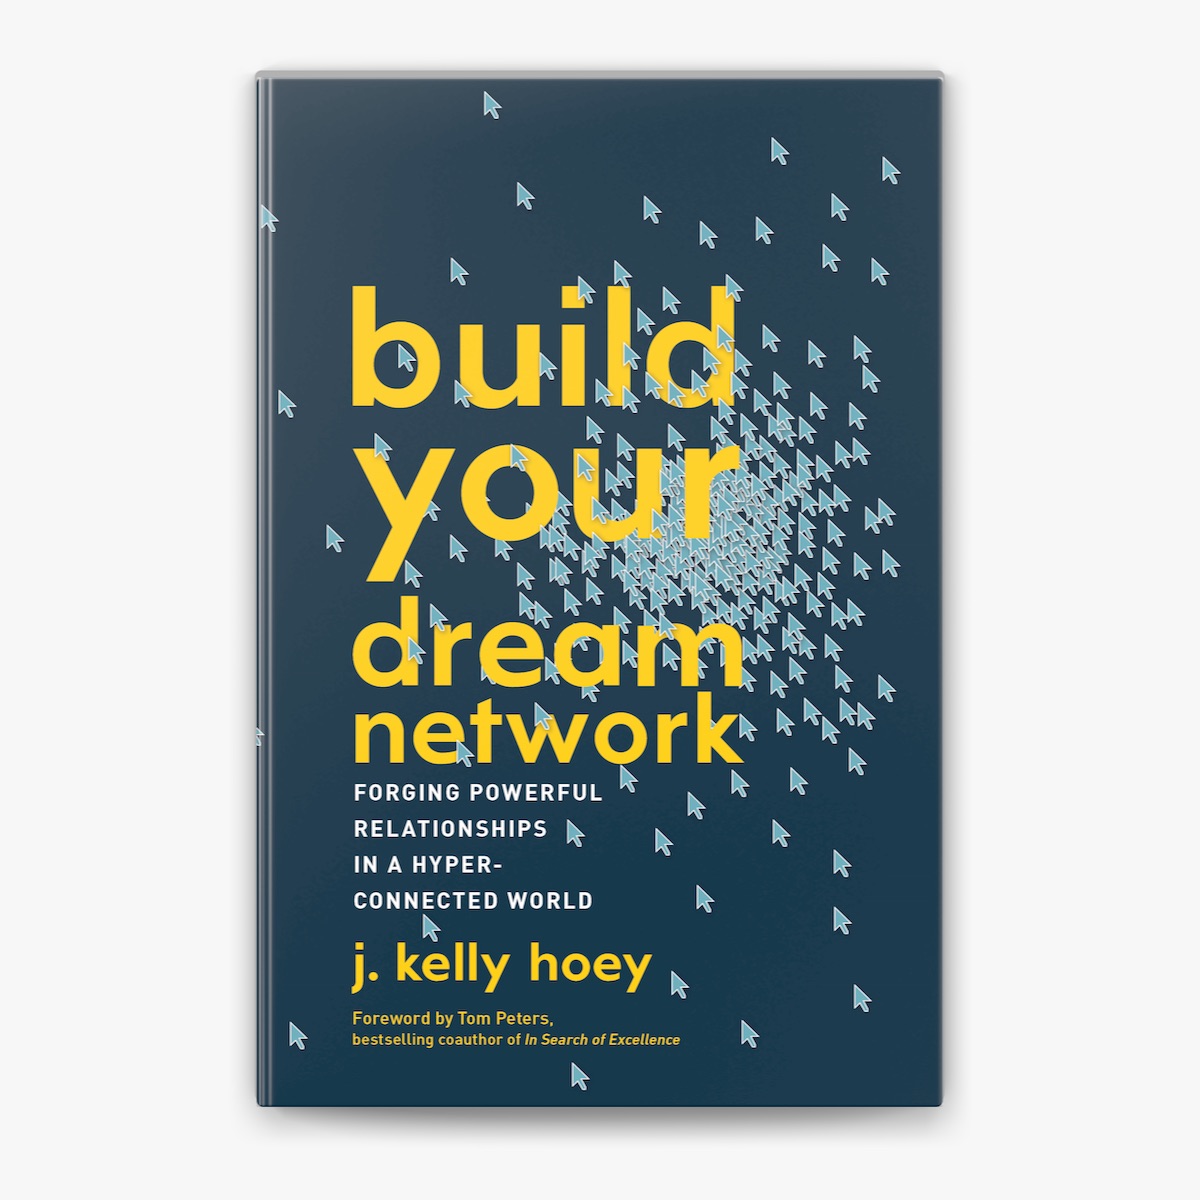 build
your
dream
network
FORGING POWERFUL
RELATIONSHIPS
IN A HYPER-
CONNECTED WORLD
j. kelly hoey
Foreword by Tom Peters,
bestselling coauthor of In Search of Excellence